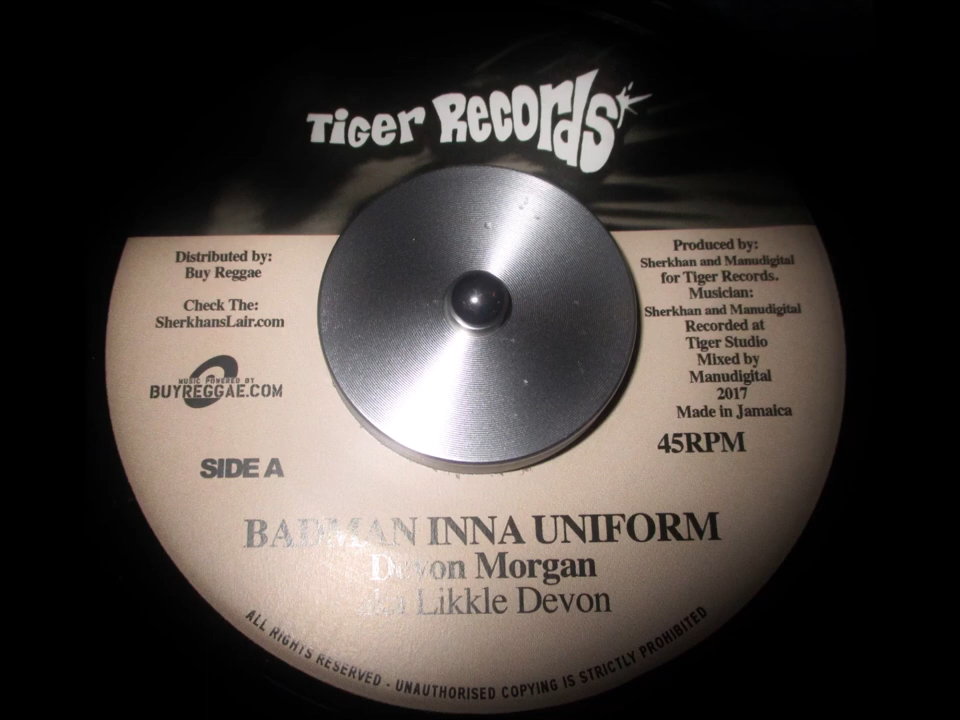 Tiger Records
Distributed by:
Buy Reggae
Check The:
SherkhansLair.com
MUSIC POWERED BY
BUYREGGAE.COM
SIDE A
Produced by:
Sherkhan and Manudigital
for Tiger Records.
Musician:
Sherkhan and Manudigital
Recorded at
Tiger Studio
Mixed by
Manudigital
2017
Made in Jamaica
45RPM
BADMAN INNA UNIFORM
Devon Morgan
aka Likkle Devon
ALL RIGHTS RESERVED - UNAUTHORISED COPYING IS STRICTLY PROHIBITED